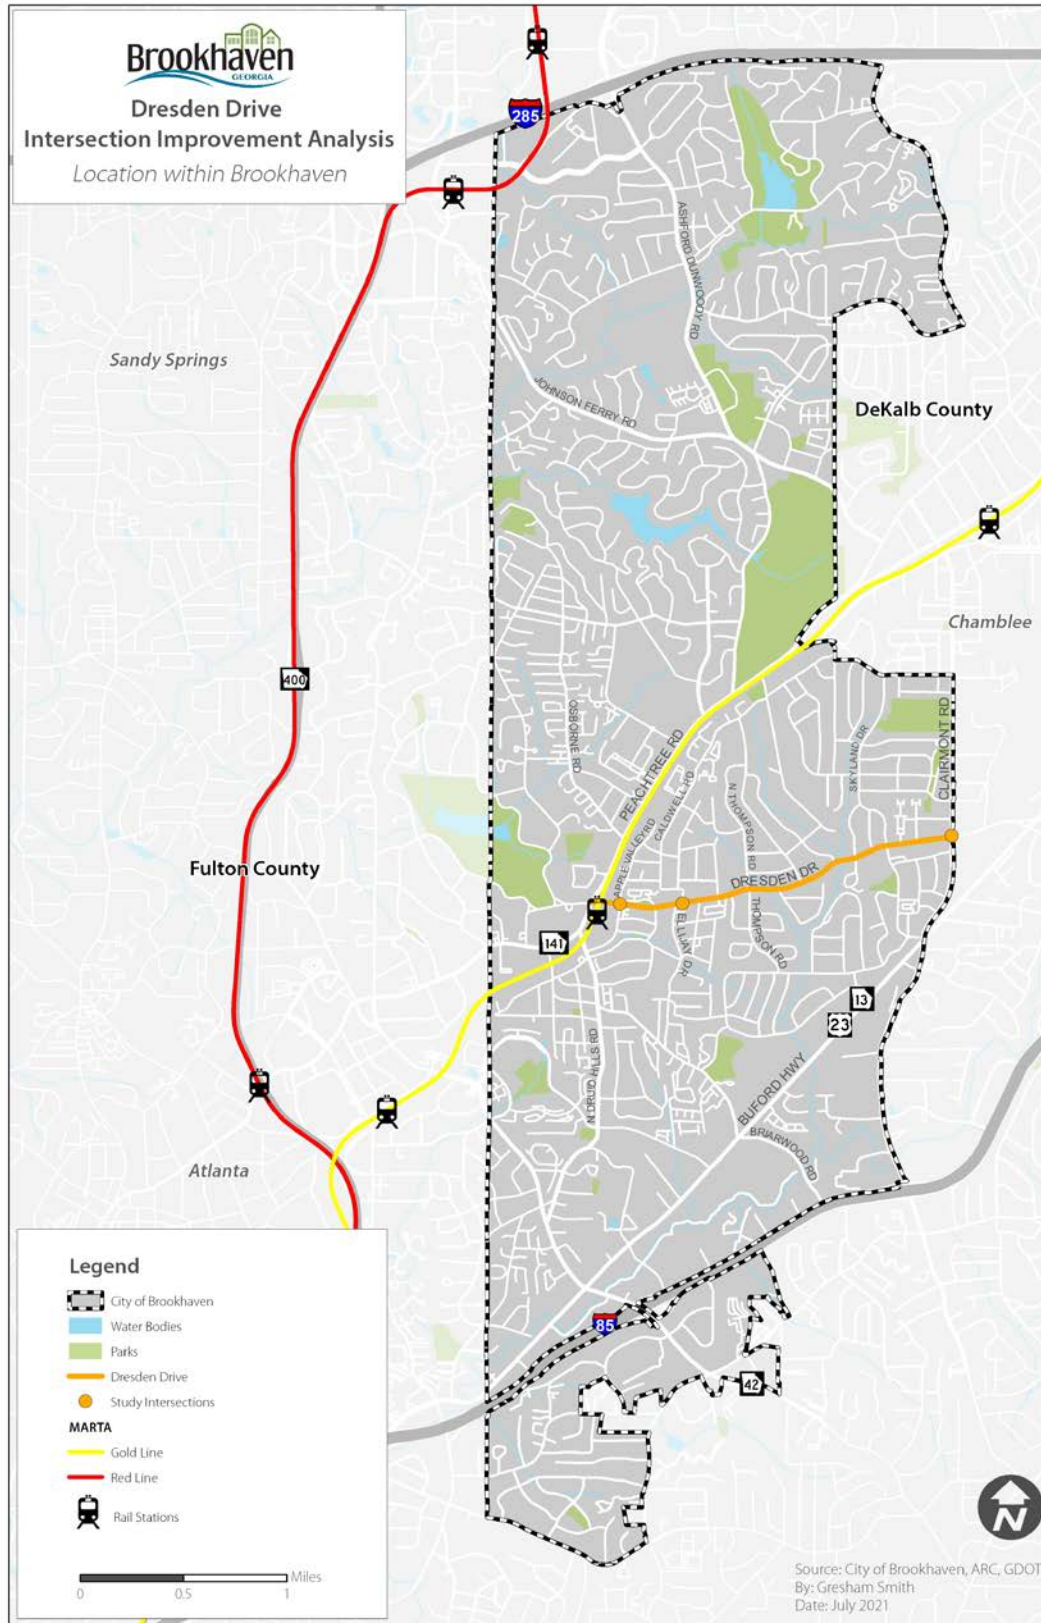 Brookhaven
GEORGIA
Dresden Drive
Intersection Improvement Analysis
Location within Brookhaven
285
ASHFORD DUNWOODY RD
Sandy Springs
JOHNSON FERRY RD
DeKalb County
Chamblee
400
OSBORNE RD
PEACHTREE RD
CALDWELL RD
APPLE VALLEY RD
N THOMPSON RD
SKYLAND DR
CLAIRMONT RD
Fulton County
DRESDEN DR
ELLIJAY DR
THOMPSON RD
141
13
23
N DRUID HILLS RD
BUFORD HWY
BRIARWOOD RD
Atlanta
85
42
Legend
City of Brookhaven
Water Bodies
Parks
Dresden Drive
Study Intersections
MARTA
Gold Line
Red Line
Rail Stations
Miles
0 0.5 1
N
Source: City of Brookhaven, ARC, GDOT
By: Gresham Smith
Date: July 2021